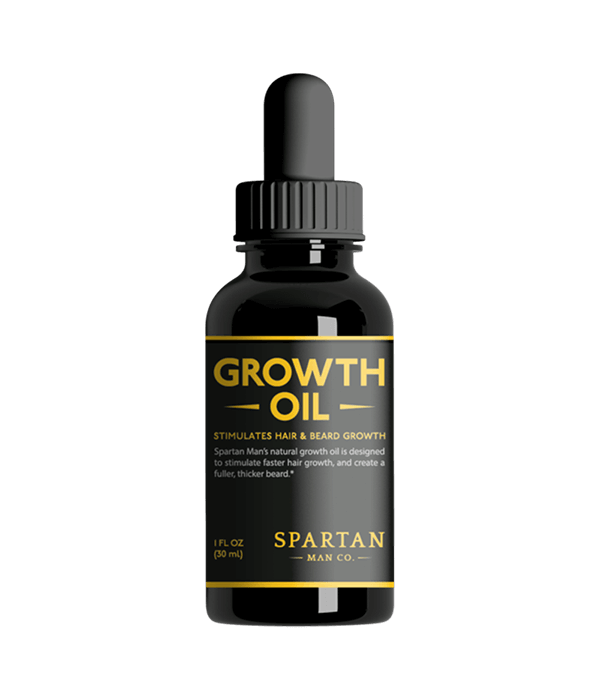 GROWTH
OIL
STIMULATES HAIR & BEARD GROWTH
Spartan Man's natural growth oil is designed
to stimulate faster hair growth, and create a
fuller, thicker beard.*
1 FL OZ
(30 ml)
SPARTAN
MAN CO.